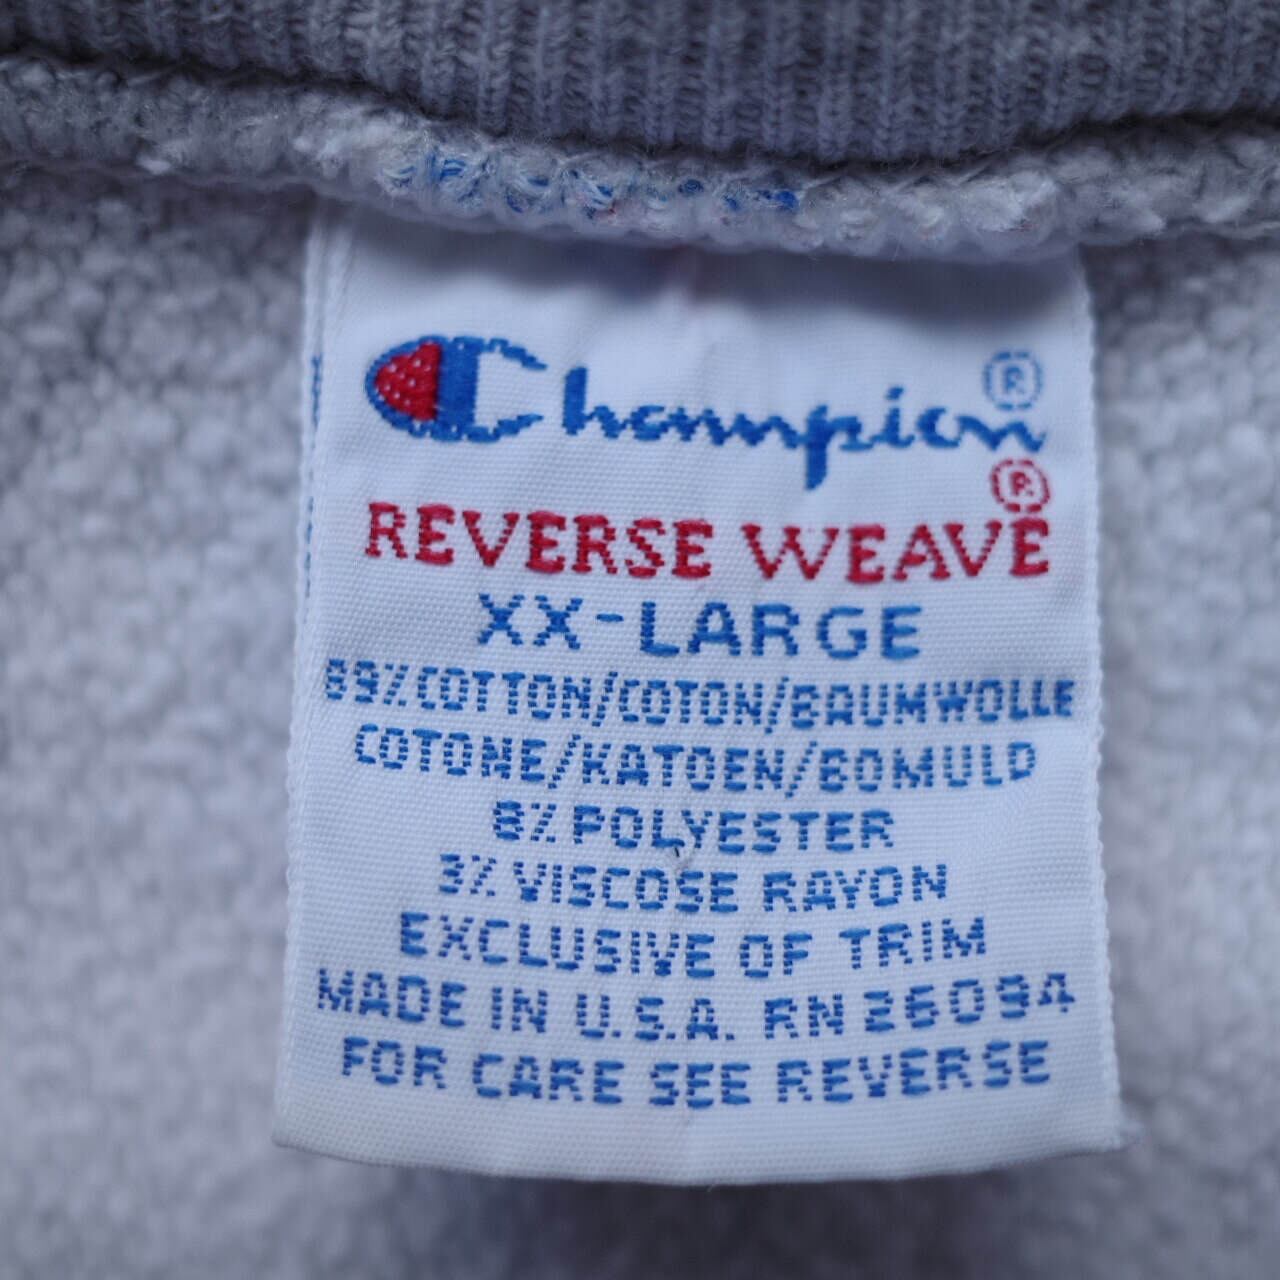 Champion®
REVERSE WEAVE®
XX-LARGE
89% COTTON/COTON/BAUMWOLLE
COTONE/KATOEN/BOMULD
8% POLYESTER
3% VISCOSE RAYON
EXCLUSIVE OF TRIM
MADE IN U.S.A. RN 26094
FOR CARE SEE REVERSE